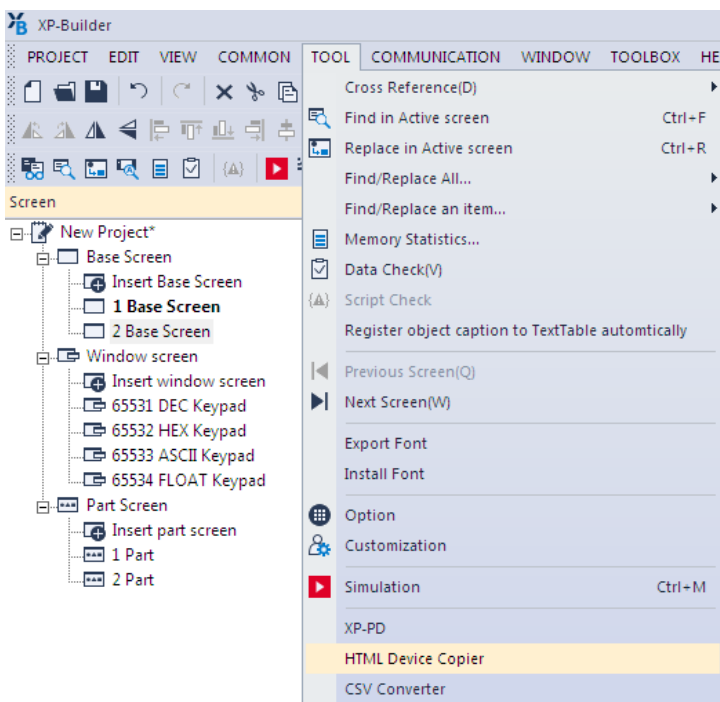 XP-Builder
PROJECT EDIT VIEW COMMON TOOL COMMUNICATION WINDOW TOOLBOX HE
Screen
New Project*
Base Screen
Insert Base Screen
1 Base Screen
2 Base Screen
Window screen
Insert window screen
65531 DEC Keypad
65532 HEX Keypad
65533 ASCII Keypad
65534 FLOAT Keypad
Part Screen
Insert part screen
1 Part
2 Part
Cross Reference(D)
Find in Active screen Ctrl+F
Replace in Active screen Ctrl+R
Find/Replace All...
Find/Replace an item...
Memory Statistics...
Data Check(V)
{A} Script Check
Register object caption to TextTable automtically
Previous Screen(Q)
Next Screen(W)
Export Font
Install Font
Option
Customization
Simulation Ctrl+M
XP-PD
HTML Device Copier
CSV Converter